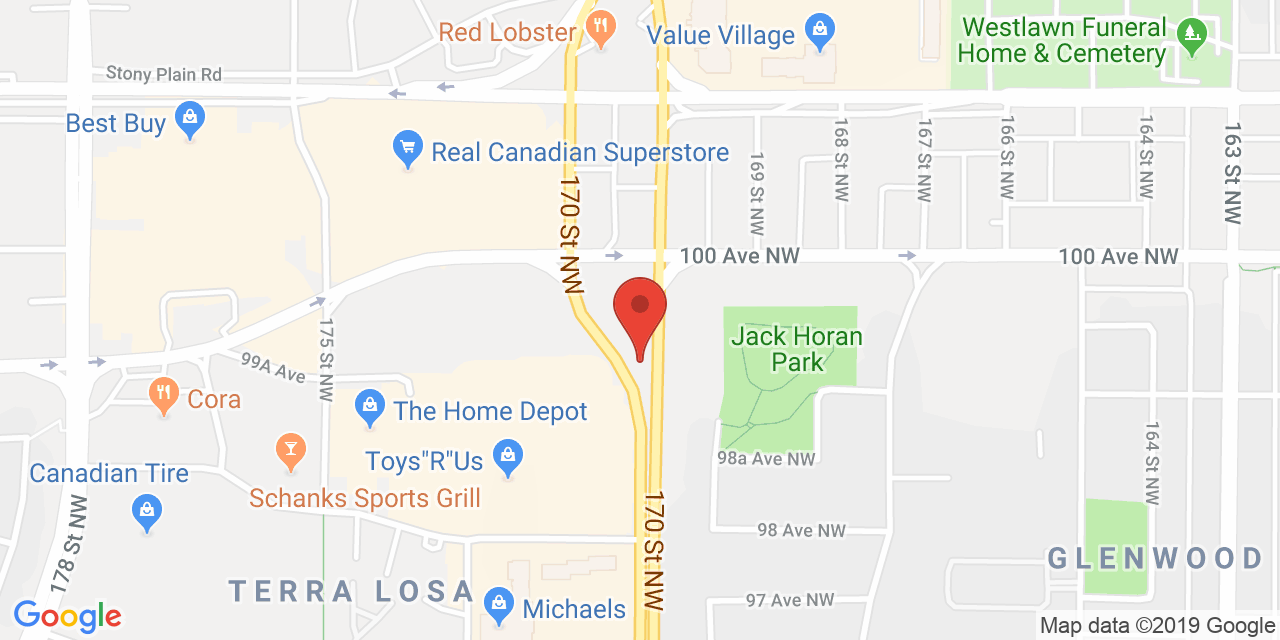 Red Lobster
Value Village
Westlawn Funeral
Home & Cemetery
Stony Plain Rd
Best Buy
Real Canadian Superstore
168 St NW
167 St NW
166 St NW
164 St NW
163 St NW
169 St NW
170 St NW
100 Ave NW
100 Ave NW
175 St NW
99A Ave
Jack Horan
Park
Cora
The Home Depot
Toys"R"Us
98a Ave NW
164 St NW
Canadian Tire
Schanks Sports Grill
178 St NW
170 St NW
98 Ave NW
GLENWOOD
TERRA LOSA
Michaels
97 Ave NW
Google
Map data ©2019 Google